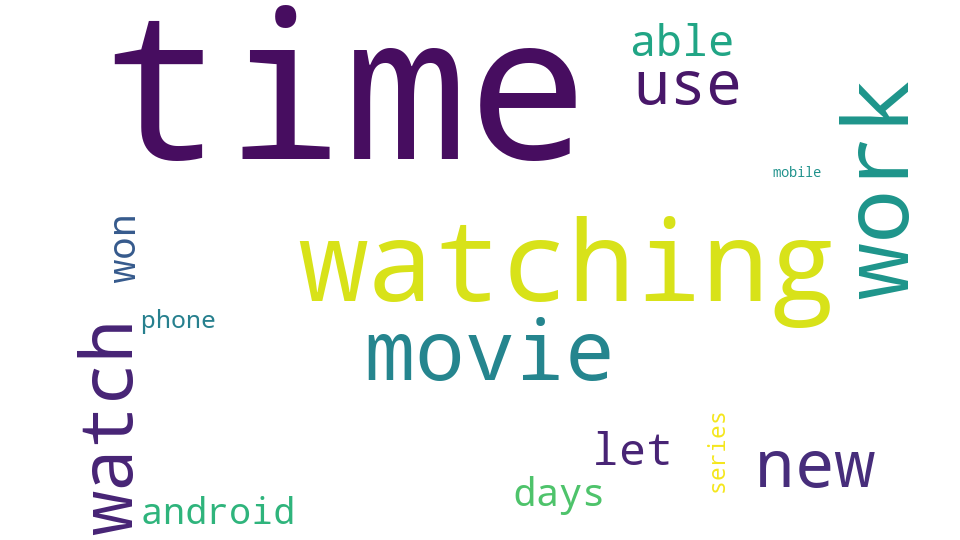 time
able
use
work
mobile
won
watching
phone
movie
watch
let
series
new
days
android